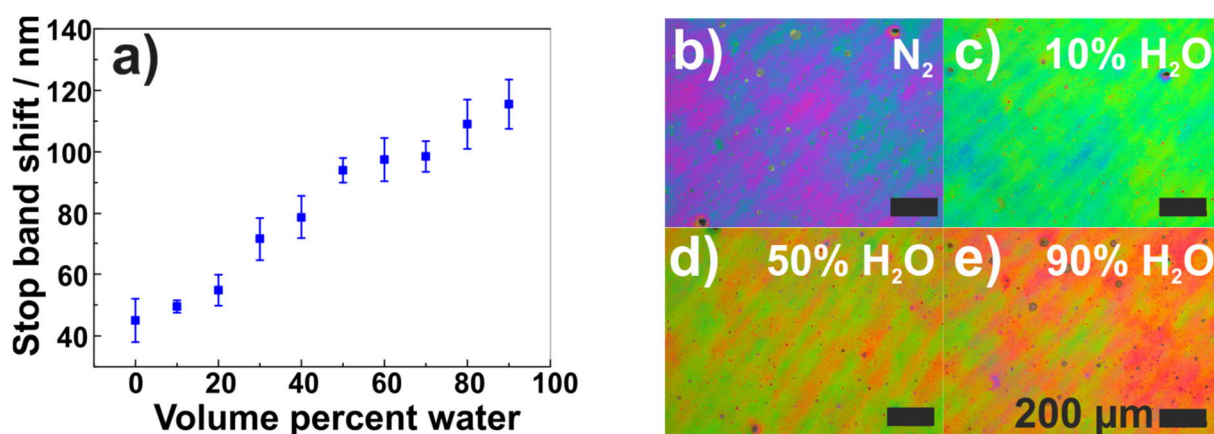 a)
Stop band shift / nm
140
120
100
80
60
40
0 20 40 60 80 100
Volume percent water
b) N₂
c) 10% H₂O
d) 50% H₂O
e) 90% H₂O
200 µm